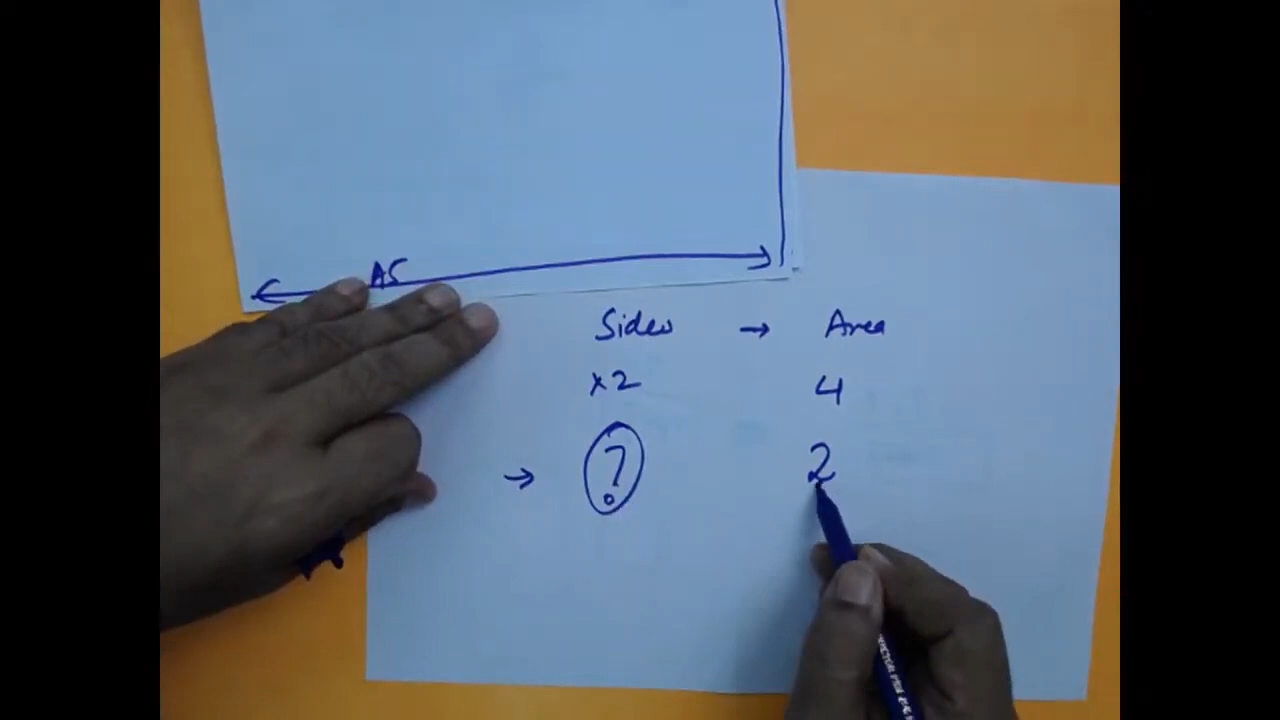 A5
Sides → Area
×2 4
→ ? 2